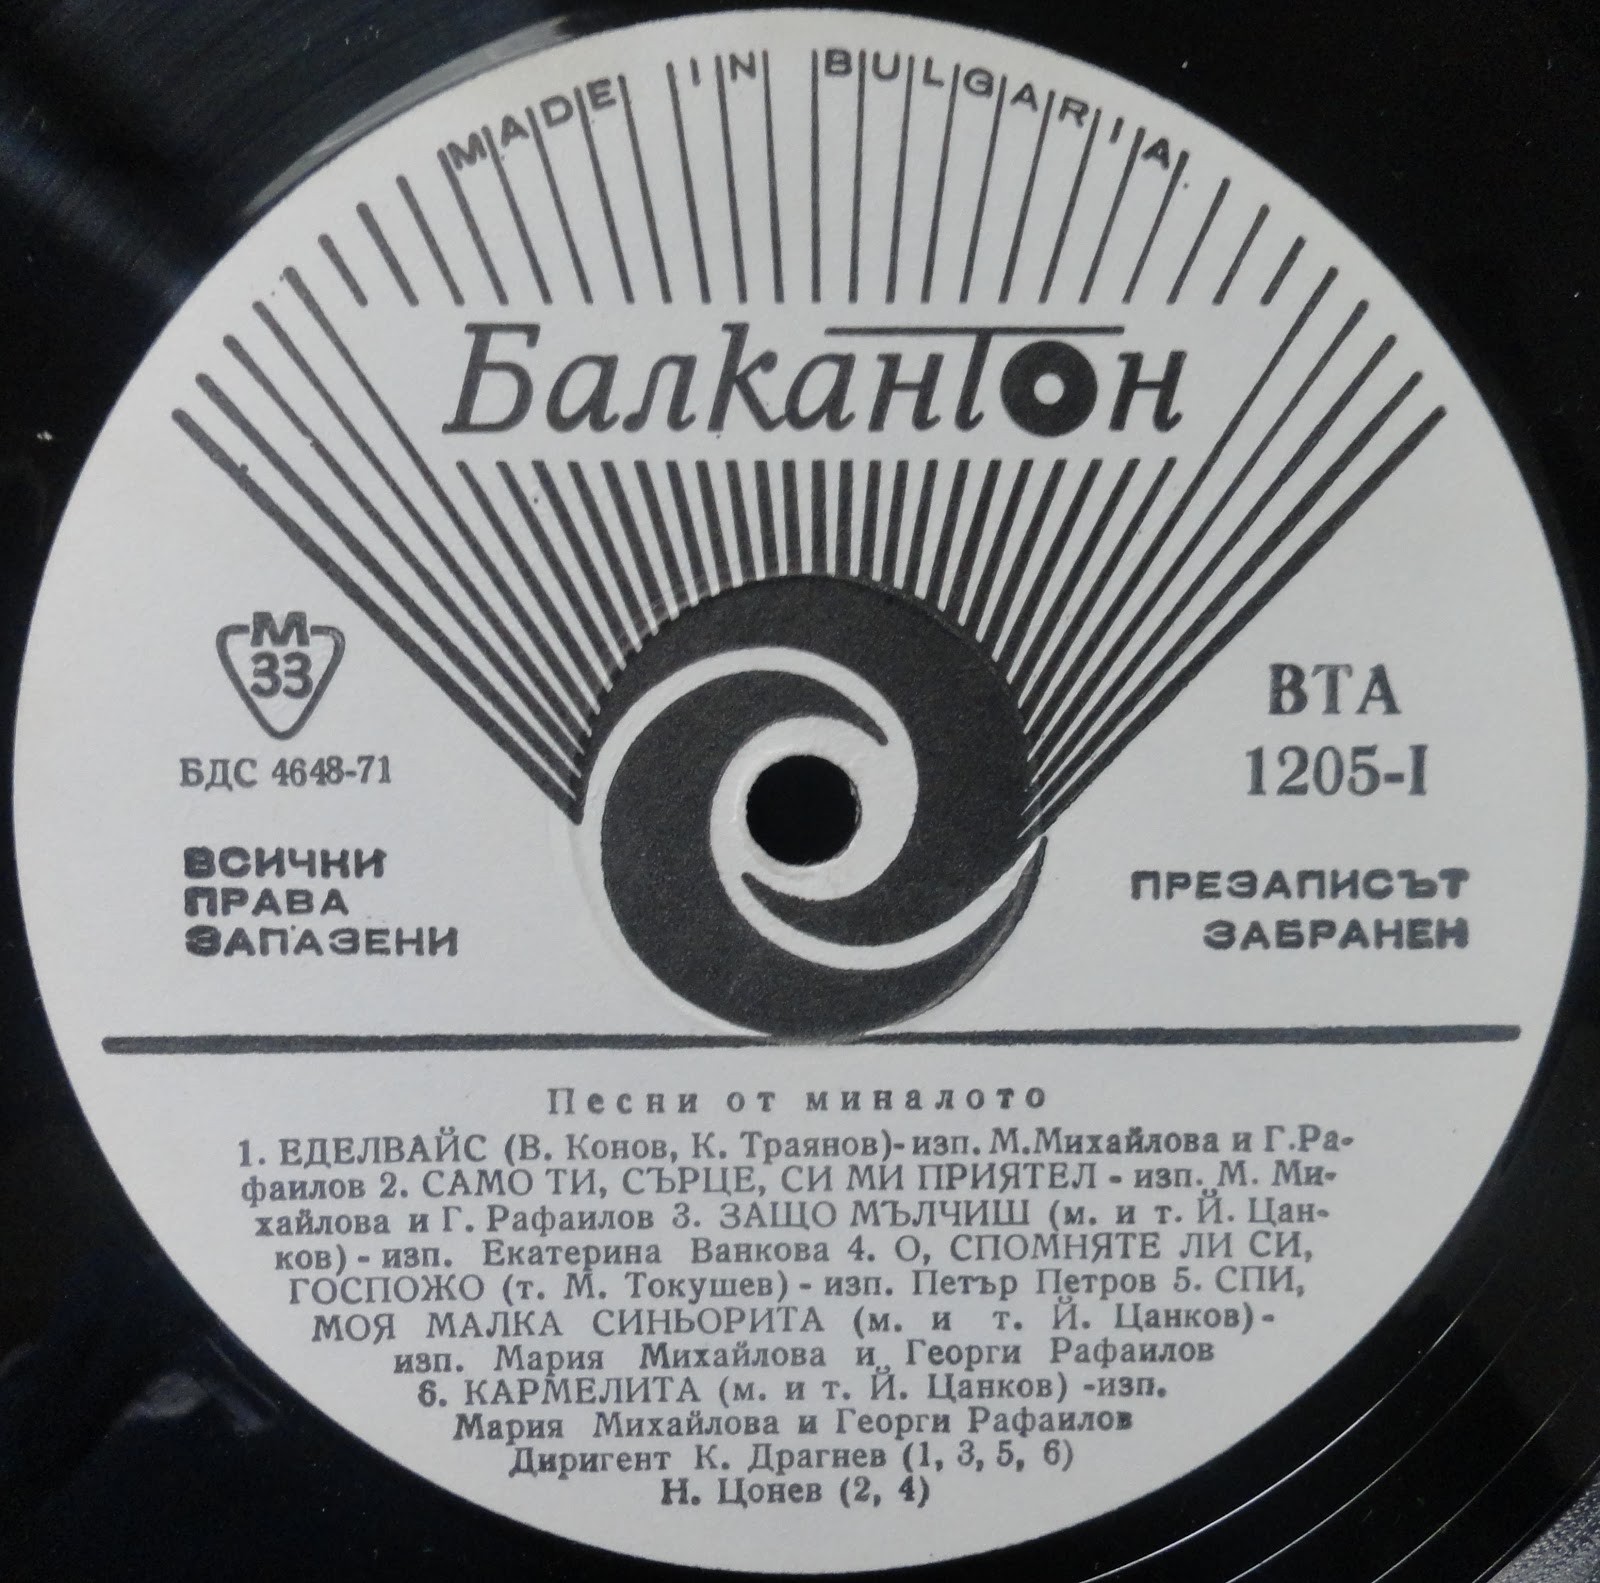 MADE IN BULGARIA
Балкантон
М
33
БДС 4648-71
ВСИЧКИ
ПРАВА
ЗАПАЗЕНИ
ВТА
1205-I
ПРЕЗАПИСЪТ
ЗАБРАНЕН
Песни от миналото
1. ЕДЕЛВАЙС (В. Конов, К. Траянов)-изп. М.Михайлова и Г.Ра-
фаилов 2. САМО ТИ, СЪРЦЕ, СИ МИ ПРИЯТЕЛ - изп. М. Ми-
хайлова и Г. Рафаилов 3. ЗАЩО МЪЛЧИШ (м. и т. Й. Цан-
ков) - изп. Екатерина Ванкова 4. О, СПОМНЯТЕ ЛИ СИ,
ГОСПОЖО (т. М. Токушев) - изп. Петър Петров 5. СПИ,
МОЯ МАЛКА СИНЬОРИТА (м. и т. Й. Цанков) -
изп. Мария Михайлова и Георги Рафаилов
6. КАРМЕЛИТА (м. и т. Й. Цанков) -изп.
Мария Михайлова и Георги Рафаилов
Диригент К. Драгнев (1, 3, 5, 6)
Н. Цонев (2, 4)